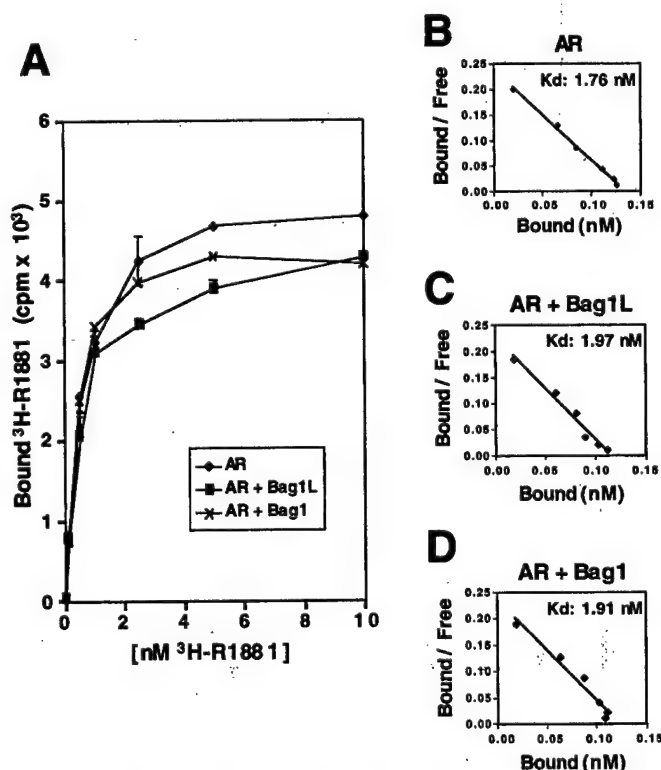 A
Bound ³H-R1881 (cpm x 10³)
6
5
4
3
2
1
0
AR
AR + Bag1L
AR + Bag1
0 2 4 6 8 10
[nM ³H-R1881]
B
AR
Kd: 1.76 nM
Bound / Free
0.25
0.20
0.15
0.10
0.05
0.00
0.00 0.05 0.10 0.15
Bound (nM)
C
AR + Bag1L
Kd: 1.97 nM
Bound / Free
0.25
0.20
0.15
0.10
0.05
0.00
0.00 0.05 0.10 0.15
Bound (nM)
D
AR + Bag1
Kd: 1.91 nM
Bound / Free
0.25
0.20
0.15
0.10
0.05
0.00
0.00 0.05 0.10 0.15
Bound (nM)